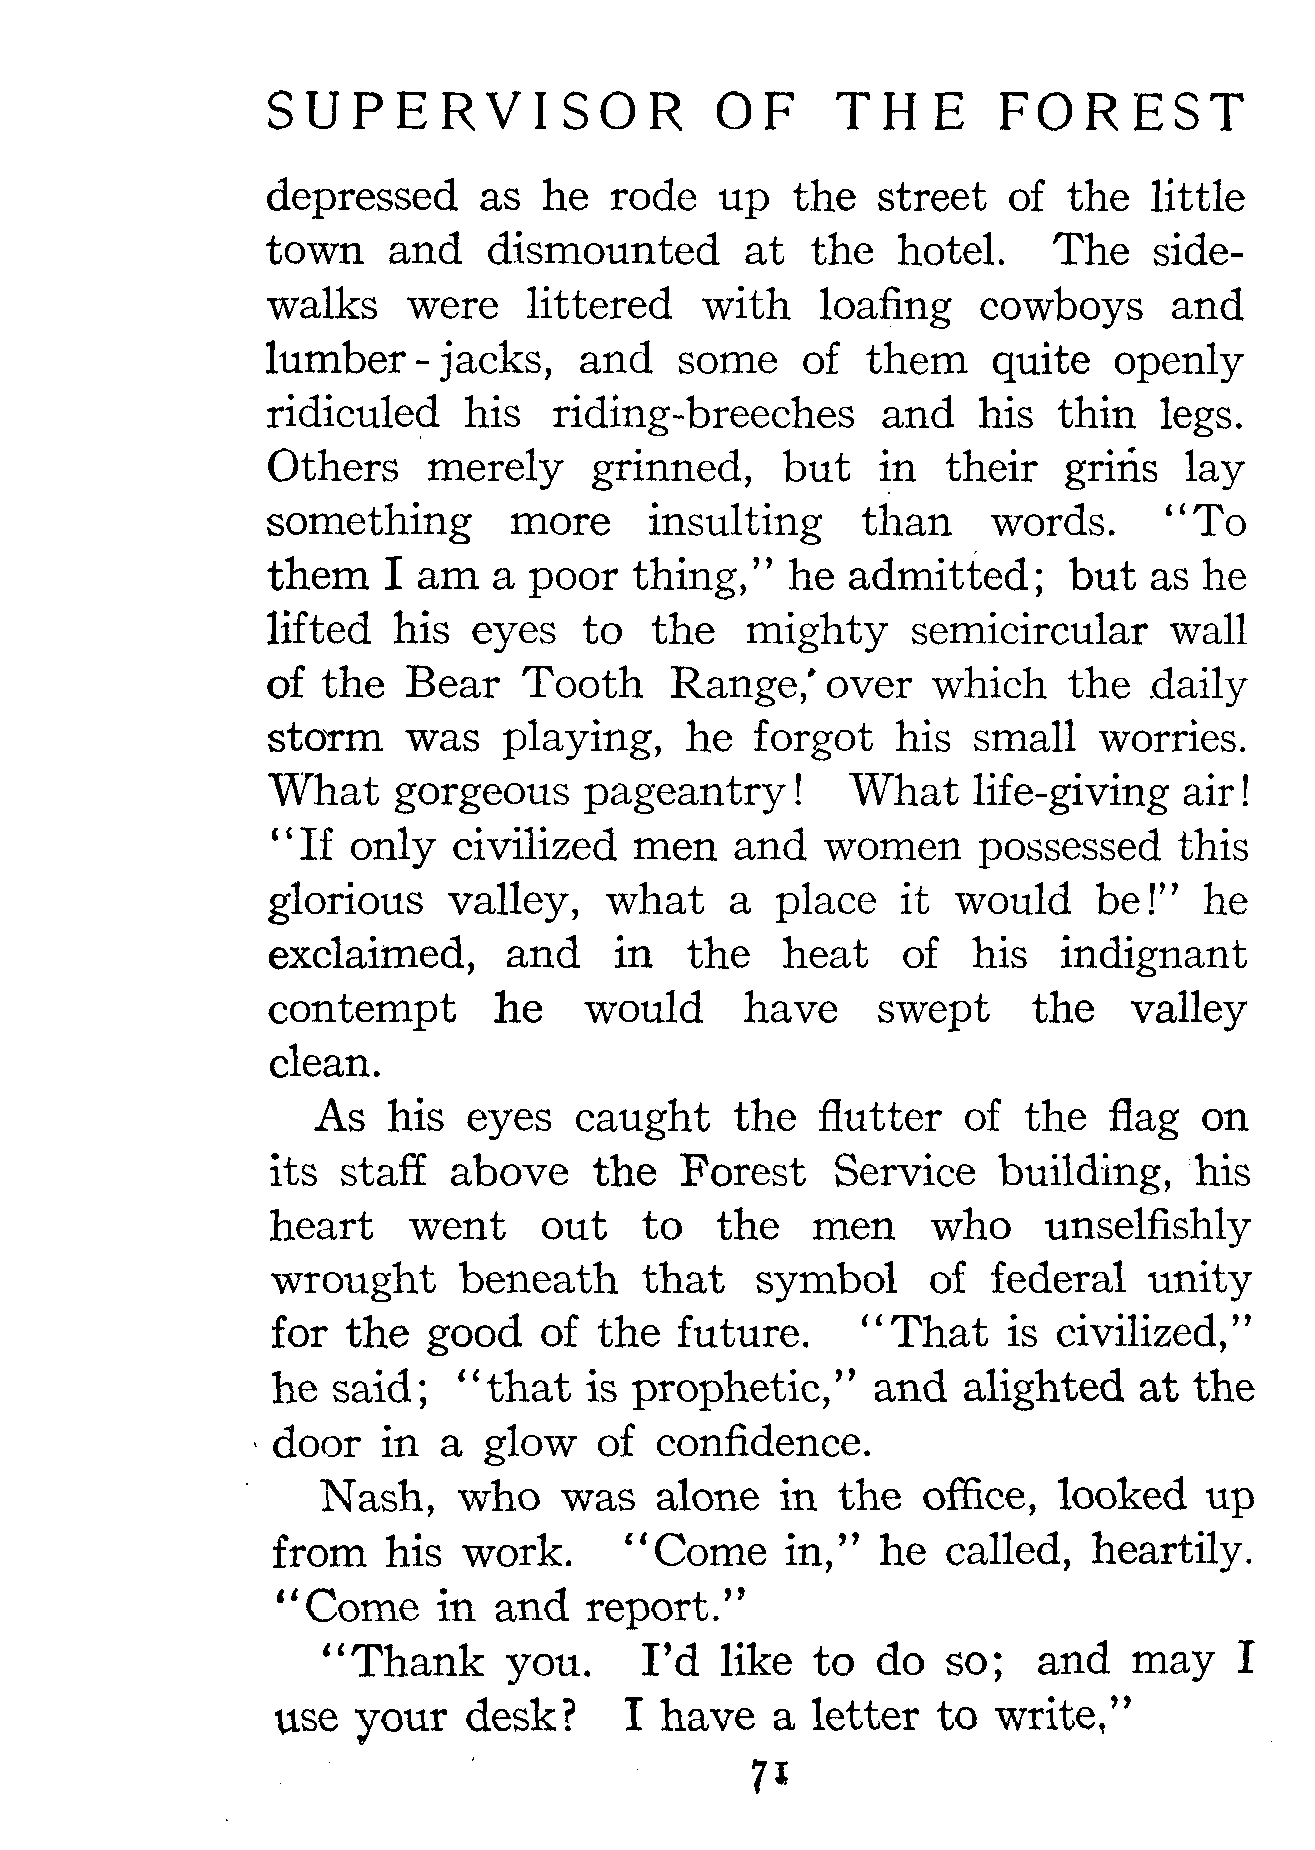 SUPERVISOR OF THE FOREST
depressed as he rode up the street of the little
town and dismounted at the hotel. The side-
walks were littered with loafing cowboys and
lumber-jacks, and some of them quite openly
ridiculed his riding-breeches and his thin legs.
Others merely grinned, but in their grins lay
something more insulting than words. "To
them I am a poor thing," he admitted; but as he
lifted his eyes to the mighty semicircular wall
of the Bear Tooth Range, over which the daily
storm was playing, he forgot his small worries.
What gorgeous pageantry! What life-giving air!
"If only civilized men and women possessed this
glorious valley, what a place it would be!" he
exclaimed, and in the heat of his indignant
contempt he would have swept the valley
clean.
As his eyes caught the flutter of the flag on
its staff above the Forest Service building, his
heart went out to the men who unselfishly
wrought beneath that symbol of federal unity
for the good of the future. "That is civilized,"
he said; "that is prophetic," and alighted at the
door in a glow of confidence.
Nash, who was alone in the office, looked up
from his work. "Come in," he called, heartily.
"Come in and report."
"Thank you. I'd like to do so; and may I
use your desk? I have a letter to write,"
71